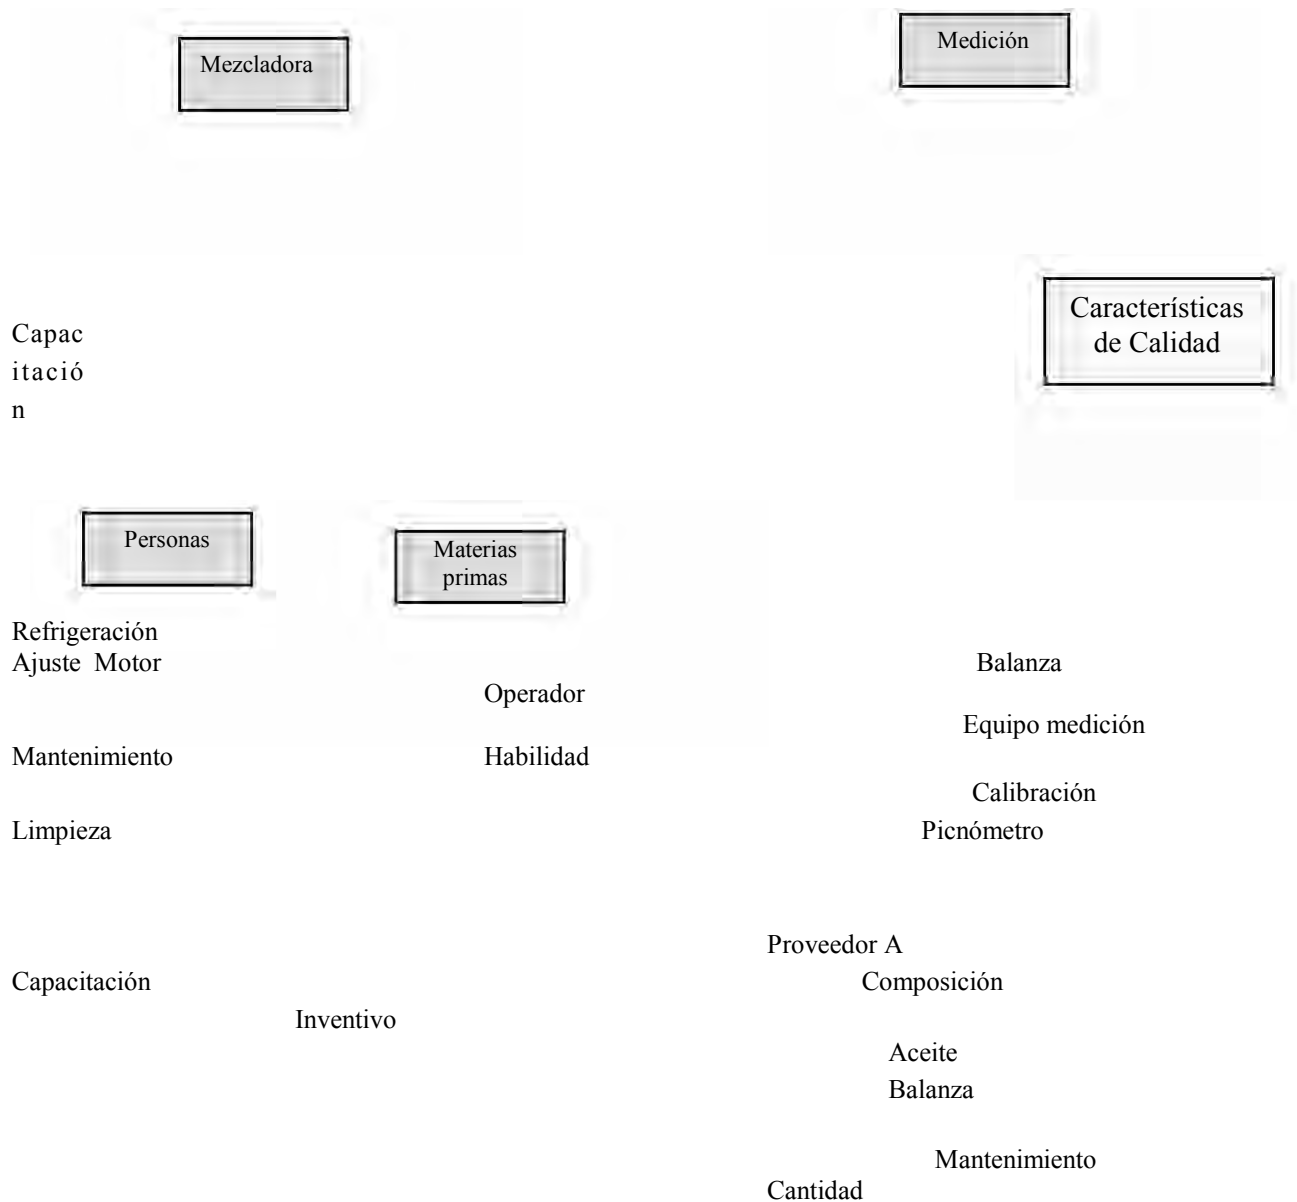 Mezcladora
Medición
Características
de Calidad
Capac
itació
n
Personas
Materias
primas
Refrigeración
Ajuste Motor
Balanza
Operador
Equipo medición
Mantenimiento
Habilidad
Calibración
Limpieza
Picnómetro
Proveedor A
Capacitación
Composición
Inventivo
Aceite
Balanza
Mantenimiento
Cantidad